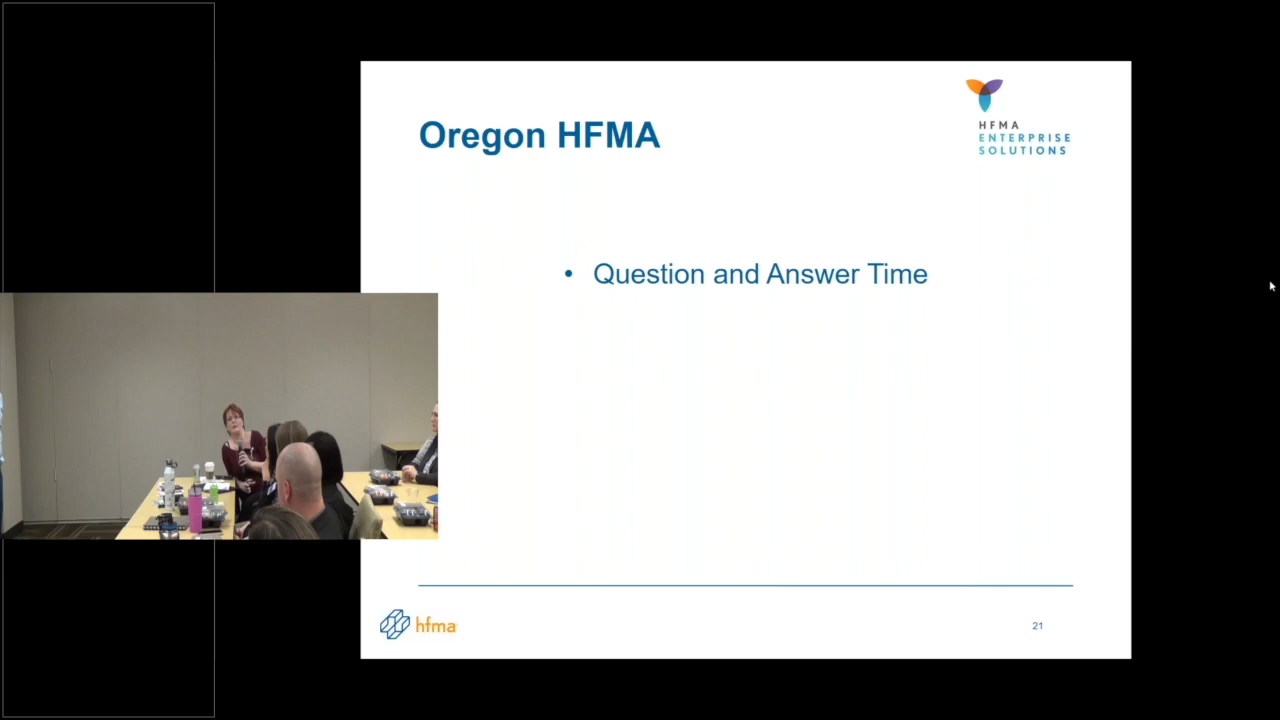 Oregon HFMA
HFMA
ENTERPRISE
SOLUTIONS
• Question and Answer Time
hfma
21